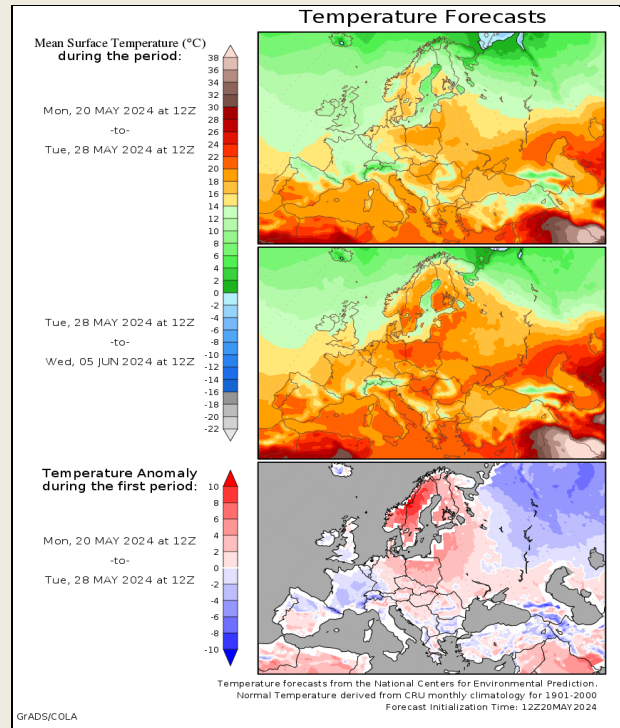 Temperature Forecasts
Mean Surface Temperature (°C)
during the period:
38
36
34
32
30
28
26
24
22
20
18
16
14
12
10
8
6
4
2
0
-2
-4
-6
-8
-10
-12
-14
-16
-18
-20
-22
Mon, 20 MAY 2024 at 12Z
-to-
Tue, 28 MAY 2024 at 12Z
Tue, 28 MAY 2024 at 12Z
-to-
Wed, 05 JUN 2024 at 12Z
Temperature Anomaly
during the first period:
10
8
6
4
2
0
-2
-4
-6
-8
-10
Mon, 20 MAY 2024 at 12Z
-to-
Tue, 28 MAY 2024 at 12Z
Temperature forecasts from the National Centers for Environmental Prediction.
Normal Temperature derived from CRU monthly climatology for 1901-2000
Forecast Initialization Time: 12Z20MAY2024
GrADS/COLA